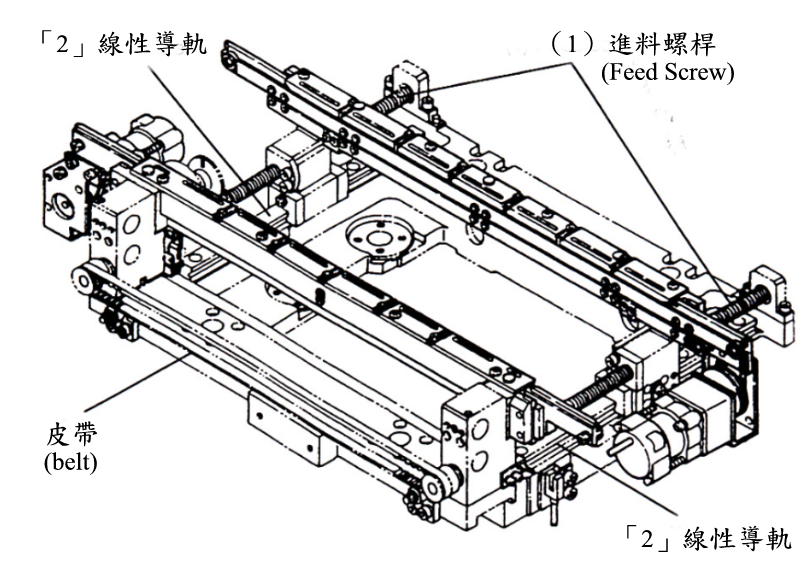 「2」線性導軌
（1）進料螺桿
(Feed Screw)
皮帶
(belt)
「2」線性導軌